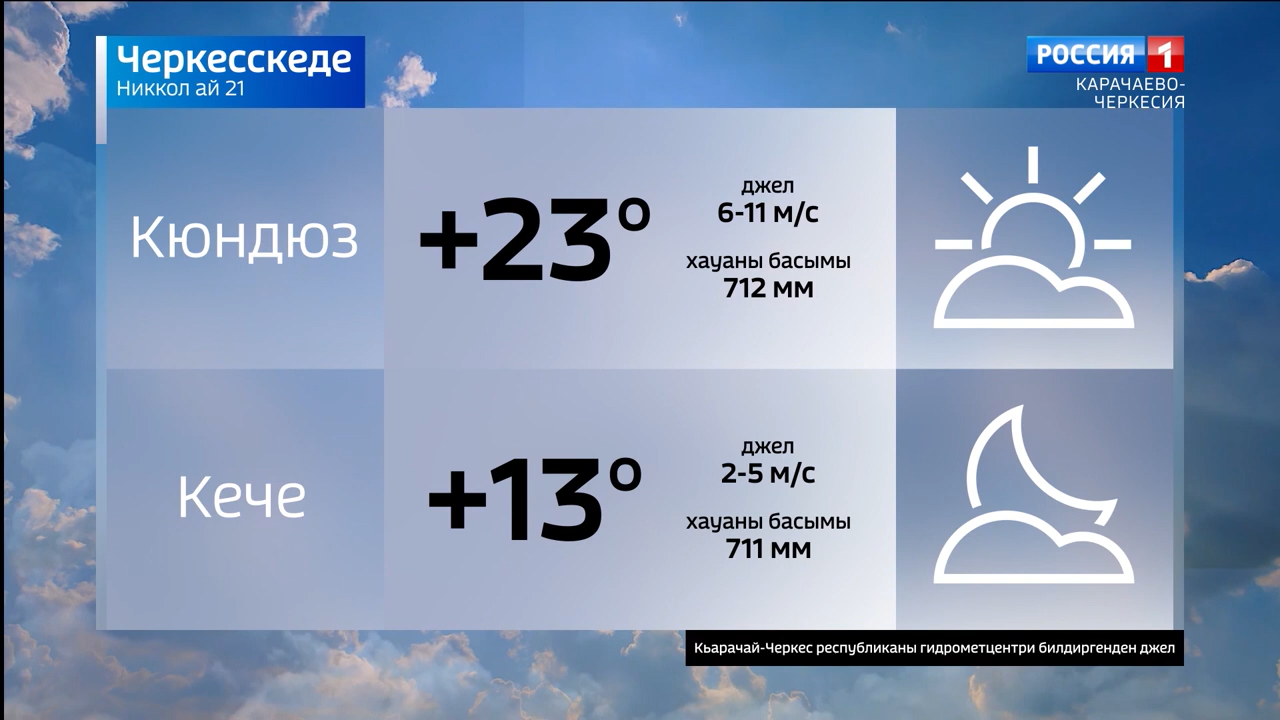 Черкесскеде
Никкол ай 21
РОССИЯ 1
КАРАЧАЕВО-
ЧЕРКЕСИЯ
Кюндюз
+23°
джел
6-11 м/с
хауаны басымы
712 мм
Кече
+13°
джел
2-5 м/с
хауаны басымы
711 мм
Кьарачай-Черкес республиканы гидрометцентри билдиргенден джел